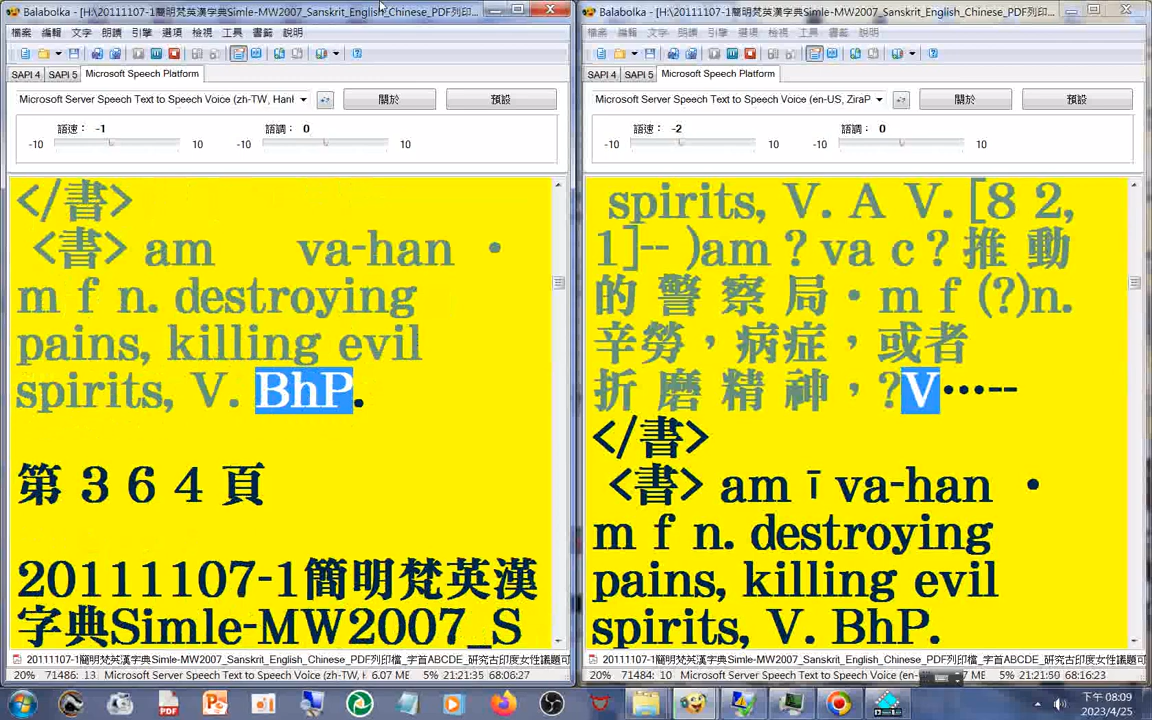 Balabolka - [H:\20111107-1簡明梵英漢字典Simle-MW2007_Sanskrit_English_Chinese_PDF列印...
檔案 編輯 文字 朗讀 引擎 選項 檢視 工具 書籤 說明
SAPI 4 SAPI 5 Microsoft Speech Platform
Microsoft Server Speech Text to Speech Voice (zh-TW, Hanl
關於 預設
語速： -1 語調： 0
-10 10 -10 10
</書>
<書> am va-han •
m f n. destroying
pains, killing evil
spirits, V. BhP.
第３６４頁
20111107-1簡明梵英漢
字典Simle-MW2007_S
20111107-1簡明梵英漢字典Simle-MW2007_Sanskrit_English_Chinese_PDF列印檔_字首ABCDE_研究古印度女性議題可
20% 71486: 13 Microsoft Server Speech Text to Speech Voice (zh-TW, H 6.07 MB 5% 21:21:35 68:06:27
Balabolka - [H:\20111107-1簡明梵英漢字典Simle-MW2007_Sanskrit_English_Chinese_PDF列印...
檔案 編輯 文字 朗讀 引擎 選項 檢視 工具 書籤 說明
SAPI 4 SAPI 5 Microsoft Speech Platform
Microsoft Server Speech Text to Speech Voice (en-US, ZiraP
關於 預設
語速： -2 語調： 0
-10 10 -10 10
spirits, V. A V. [8 2,
1]-- )am ? va c ? 推 動
的 警 察 局 • m f (?)n.
辛勞，病症，或者
折 磨 精 神，?V•••--
</書>
<書> am ī va-han •
m f n. destroying
pains, killing evil
spirits, V. BhP.
20111107-1簡明梵英漢字典Simle-MW2007_Sanskrit_English_Chinese_PDF列印檔_字首ABCDE_研究古印度女性議題可
20% 71484: 10 Microsoft Server Speech Text to Speech Voice (en-US, Z 6.07 MB 5% 21:21:50 68:16:23
下午 08:09
2023/4/25